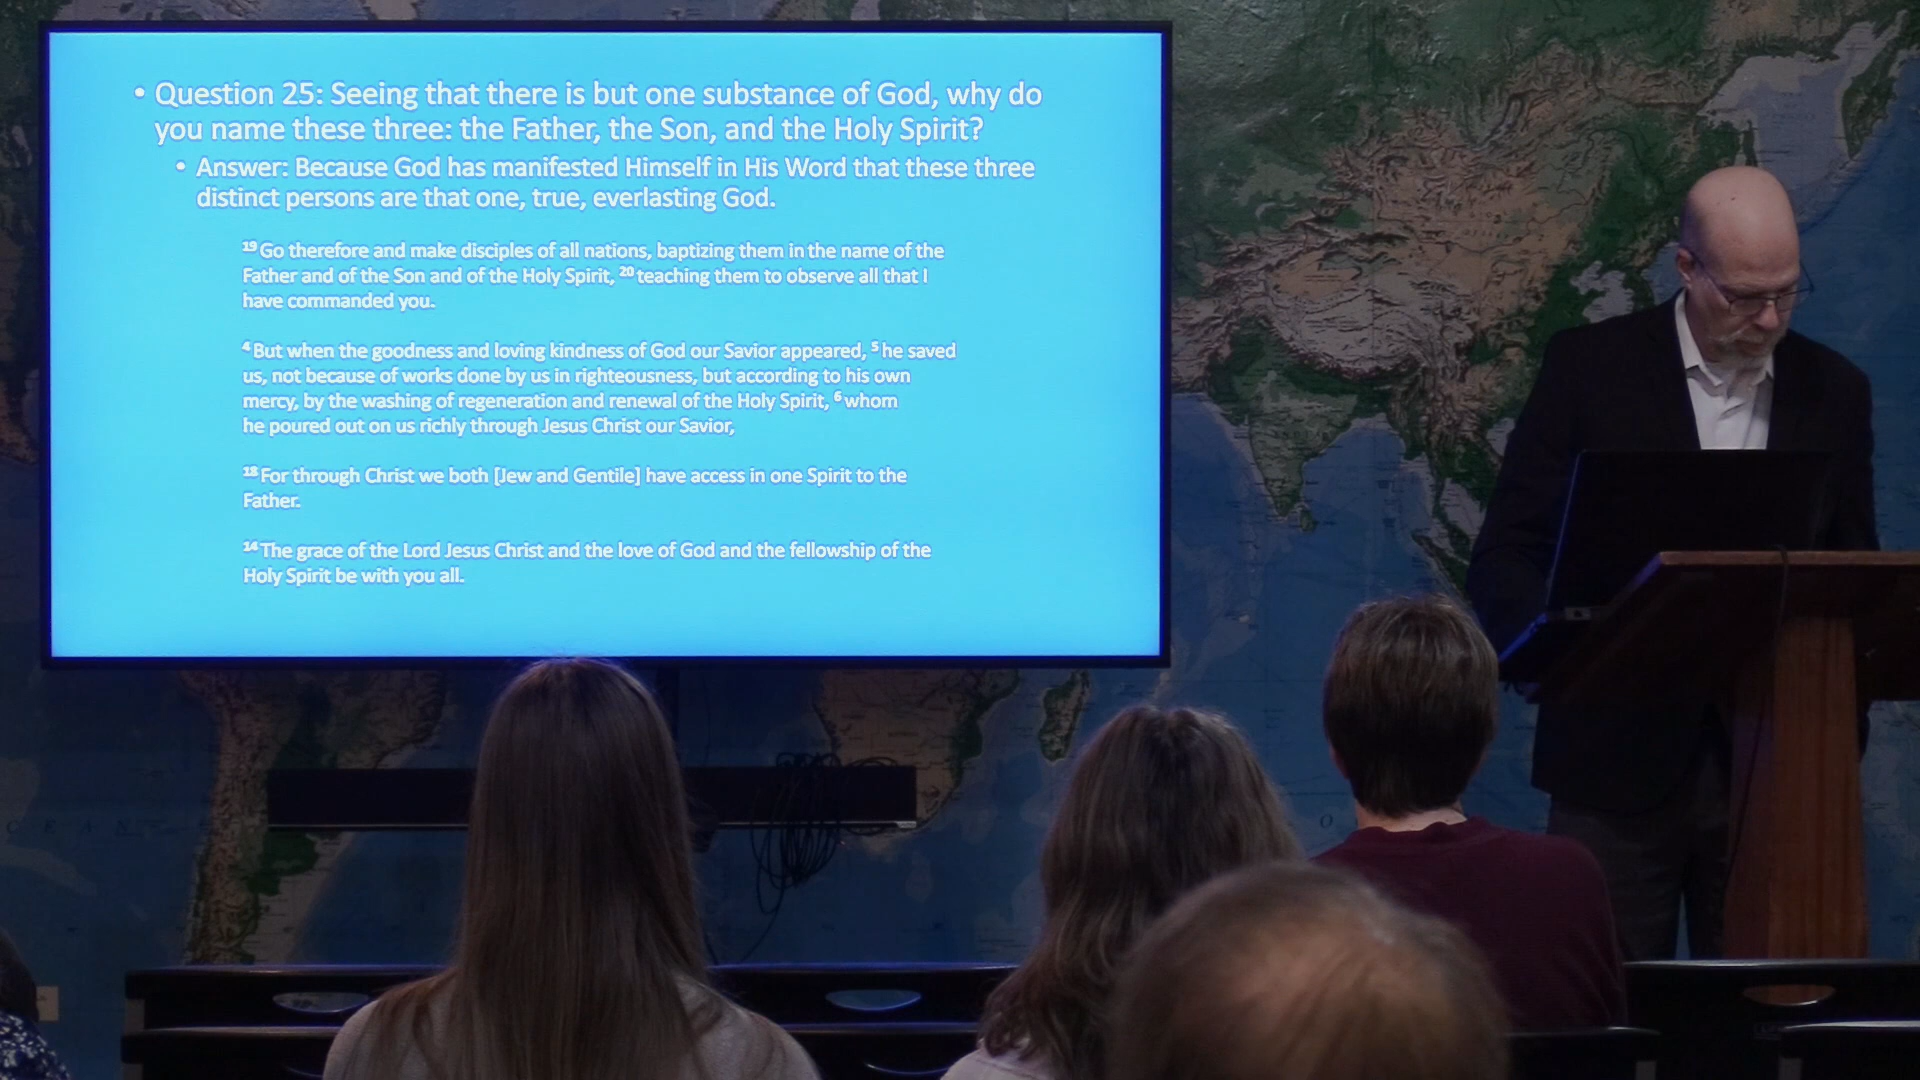 • Question 25: Seeing that there is but one substance of God, why do
you name these three: the Father, the Son, and the Holy Spirit?
• Answer: Because God has manifested Himself in His Word that these three
distinct persons are that one, true, everlasting God.
19 Go therefore and make disciples of all nations, baptizing them in the name of the
Father and of the Son and of the Holy Spirit, 20 teaching them to observe all that I
have commanded you.
4 But when the goodness and loving kindness of God our Savior appeared, 5 he saved
us, not because of works done by us in righteousness, but according to his own
mercy, by the washing of regeneration and renewal of the Holy Spirit, 6 whom
he poured out on us richly through Jesus Christ our Savior,
18 For through Christ we both [Jew and Gentile] have access in one Spirit to the
Father.
14 The grace of the Lord Jesus Christ and the love of God and the fellowship of the
Holy Spirit be with you all.